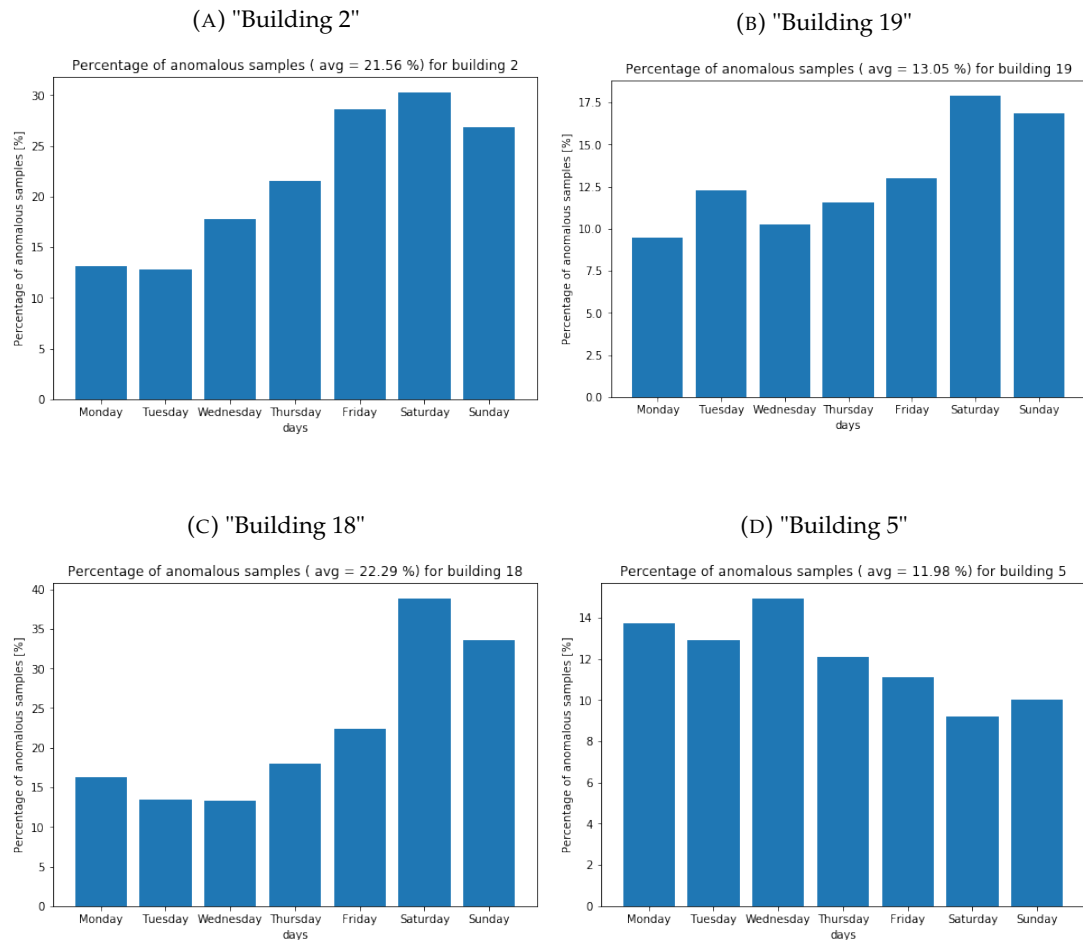 (A) "Building 2"
Percentage of anomalous samples ( avg = 21.56 %) for building 2
Percentage of anomalous samples [%]
30
25
20
15
10
5
0
Monday Tuesday Wednesday Thursday Friday Saturday Sunday
days
(B) "Building 19"
Percentage of anomalous samples ( avg = 13.05 %) for building 19
Percentage of anomalous samples [%]
17.5
15.0
12.5
10.0
7.5
5.0
2.5
0.0
Monday Tuesday Wednesday Thursday Friday Saturday Sunday
days
(C) "Building 18"
Percentage of anomalous samples ( avg = 22.29 %) for building 18
Percentage of anomalous samples [%]
40
35
30
25
20
15
10
5
0
Monday Tuesday Wednesday Thursday Friday Saturday Sunday
days
(D) "Building 5"
Percentage of anomalous samples ( avg = 11.98 %) for building 5
Percentage of anomalous samples [%]
14
12
10
8
6
4
2
0
Monday Tuesday Wednesday Thursday Friday Saturday Sunday
days